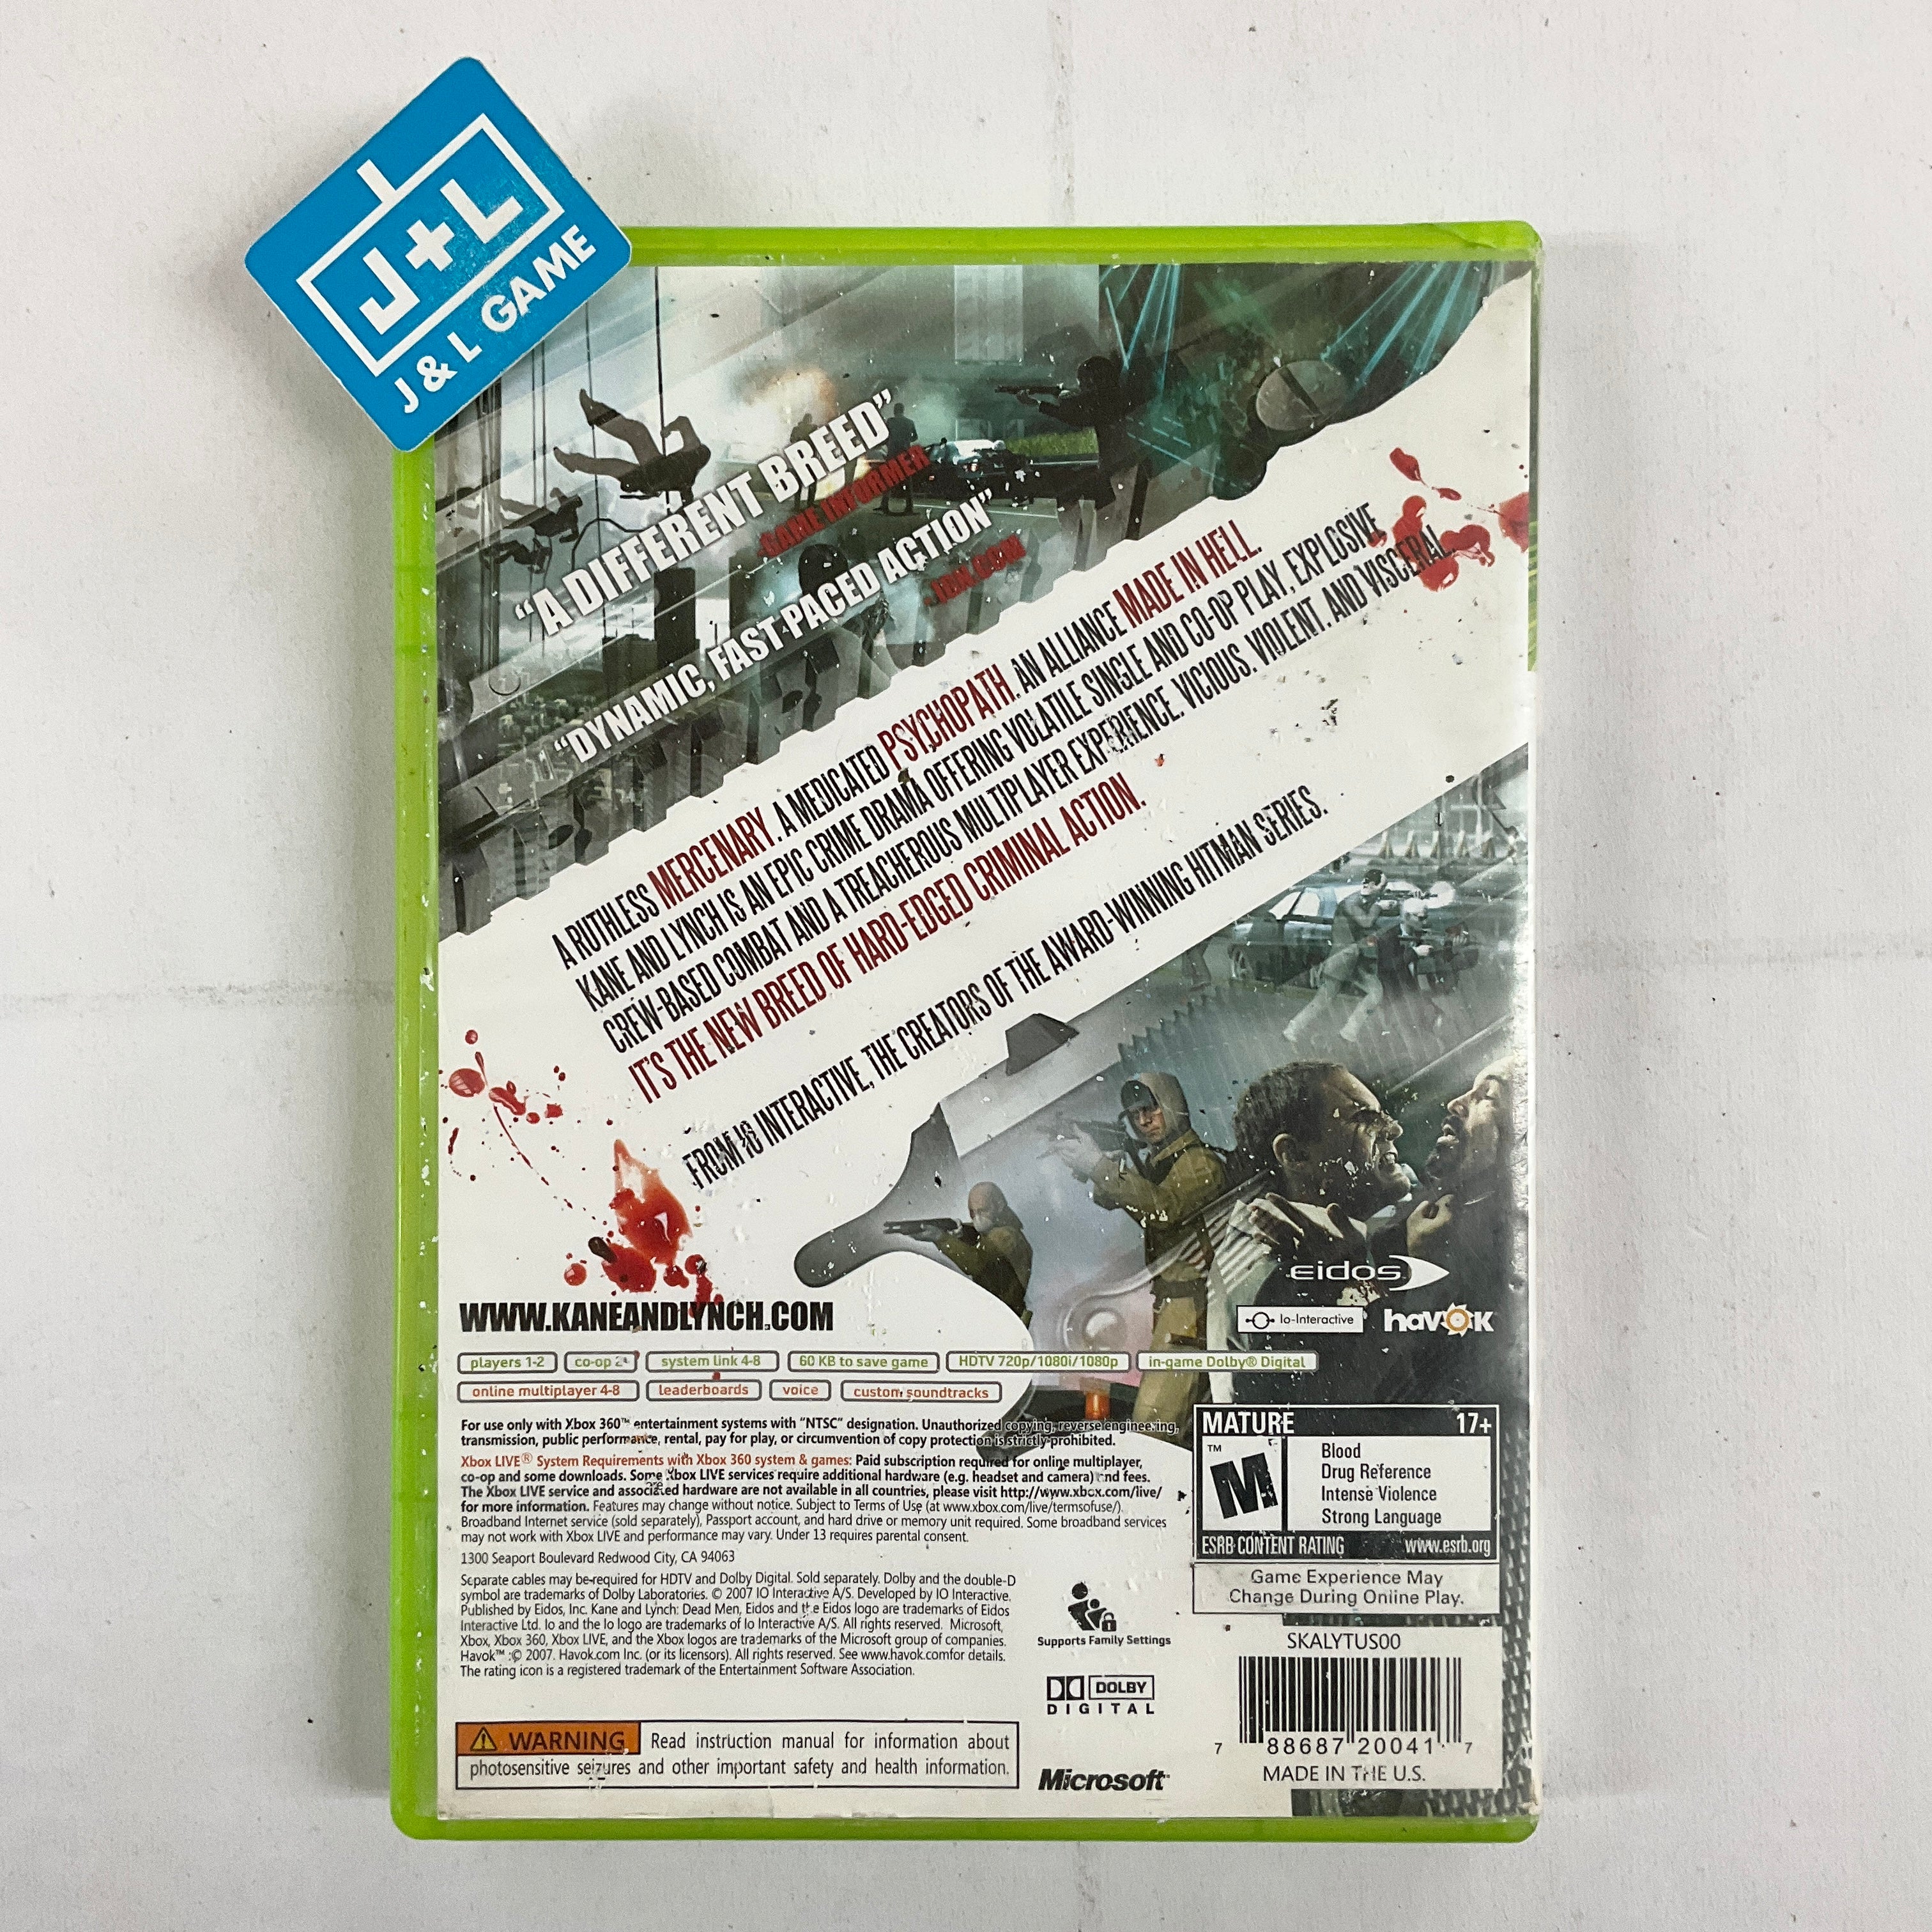 J+L
J & L GAME
“A DIFFERENT BREED”
-GAME INFORMER
“DYNAMIC, FAST PACED ACTION”
A RUTHLESS MERCENARY. A MEDICATED PSYCHOPATH. AN ALLIANCE MADE IN HELL.
KANE AND LYNCH IS AN EPIC CRIME DRAMA OFFERING VOLATILE SINGLE AND CO-OP PLAY, EXPLOSIVE
CREW-BASED COMBAT AND A TREACHEROUS MULTIPLAYER EXPERIENCE. VICIOUS. VIOLENT. AND VISCERAL.
IT'S THE NEW BREED OF HARD-EDGED CRIMINAL ACTION.
FROM IO INTERACTIVE, THE CREATORS OF THE AWARD-WINNING HITMAN SERIES.
eidos
Io-Interactive havok
WWW.KANEANDLYNCH.COM
players 1-2 co-op 2 system link 4-8 60 KB to save game HDTV 720p/1080i/1080p in-game Dolby® Digital
online multiplayer 4-8 leaderboards voice custom soundtracks
For use only with Xbox 360™ entertainment systems with "NTSC" designation. Unauthorized copying, reverse engineering,
transmission, public performance, rental, pay for play, or circumvention of copy protection is strictly prohibited.
Xbox LIVE® System Requirements with Xbox 360 system & games: Paid subscription required for online multiplayer,
co-op and some downloads. Some Xbox LIVE services require additional hardware (e.g. headset and camera) and fees.
The Xbox LIVE service and associated hardware are not available in all countries, please visit http://www.xbox.com/live/
for more information. Features may change without notice. Subject to Terms of Use (at www.xbox.com/live/termsofuse/).
Broadband Internet service (sold separately), Passport account, and hard drive or memory unit required. Some broadband services
may not work with Xbox LIVE and performance may vary. Under 13 requires parental consent.
1300 Seaport Boulevard Redwood City, CA 94063
Separate cables may be required for HDTV and Dolby Digital. Sold separately. Dolby and the double-D
symbol are trademarks of Dolby Laboratories. © 2007 IO Interactive A/S. Developed by IO Interactive.
Published by Eidos, Inc. Kane and Lynch: Dead Men, Eidos and the Eidos logo are trademarks of Eidos
Interactive Ltd. Io and the Io logo are trademarks of Io Interactive A/S. All rights reserved. Microsoft,
Xbox, Xbox 360, Xbox LIVE, and the Xbox logos are trademarks of the Microsoft group of companies.
Havok™ :© 2007. Havok.com Inc. (or its licensors). All rights reserved. See www.havok.comfor details.
The rating icon is a registered trademark of the Entertainment Software Association.
WARNING Read instruction manual for information about
photosensitive seizures and other important safety and health information.
Supports Family Settings
DOLBY
DIGITAL
Microsoft
MATURE 17+
TM
M
Blood
Drug Reference
Intense Violence
Strong Language
ESRB CONTENT RATING www.esrb.org
Game Experience May
Change During Online Play.
SKALYTUS00
7 88687 20041 7
MADE IN THE U.S.